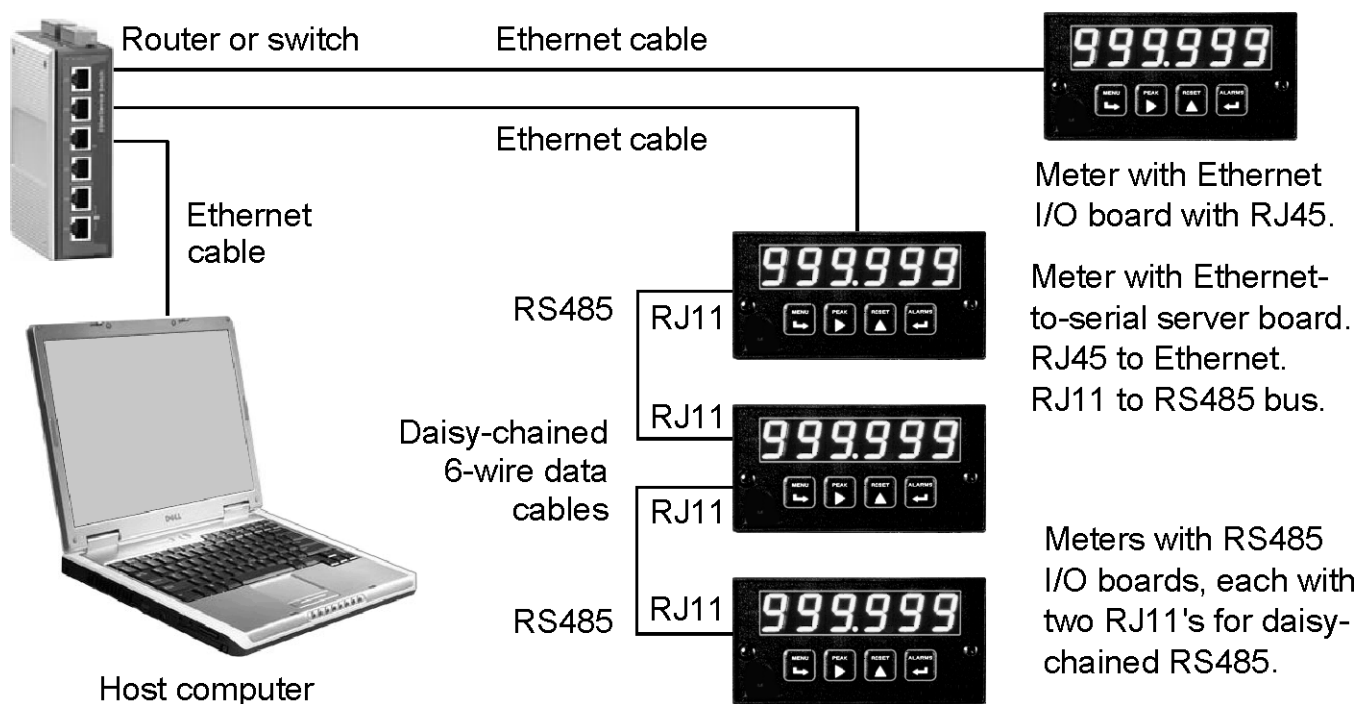 Router or switch
Ethernet cable
999.999
MENU PEAK RESET ALARMS
Ethernet cable
Meter with Ethernet
I/O board with RJ45.
Ethernet
cable
999.999
MENU PEAK RESET ALARMS
RS485
RJ11
Meter with Ethernet-
to-serial server board.
RJ45 to Ethernet.
RJ11 to RS485 bus.
RJ11
999.999
MENU PEAK RESET ALARMS
Daisy-chained
6-wire data
cables
RJ11
DELL
Meters with RS485
I/O boards, each with
two RJ11's for daisy-
chained RS485.
RS485
RJ11
999.999
MENU PEAK RESET ALARMS
Host computer